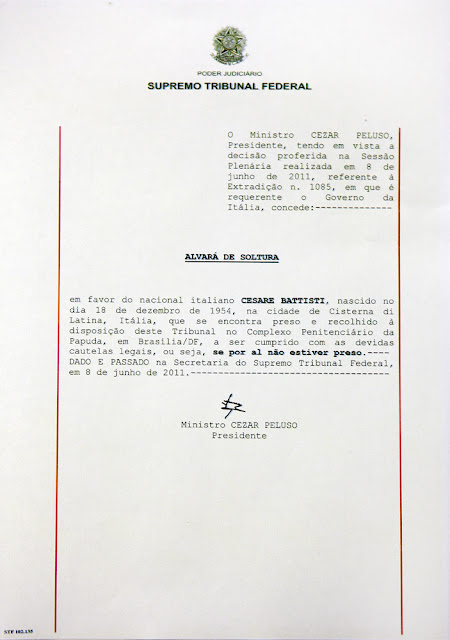 PODER JUDICIÁRIO
SUPREMO TRIBUNAL FEDERAL
O Ministro CEZAR PELUSO,
Presidente, tendo em vista a
decisão proferida na Sessão
Plenária realizada em 8 de
junho de 2011, referente à
Extradição n. 1085, em que é
requerente o Governo da
Itália, concede:--------------
ALVARÁ DE SOLTURA
em favor do nacional italiano CESARE BATTISTI, nascido no
dia 18 de dezembro de 1954, na cidade de Cisterna di
Latina, Itália, que se encontra preso e recolhido à
disposição deste Tribunal no Complexo Penitenciário da
Papuda, em Brasília/DF, a ser cumprido com as devidas
cautelas legais, ou seja, se por al não estiver preso.----
DADO E PASSADO na Secretaria do Supremo Tribunal Federal,
em 8 de junho de 2011.--------------------------------------
Ministro CEZAR PELUSO
Presidente
STF 102.135